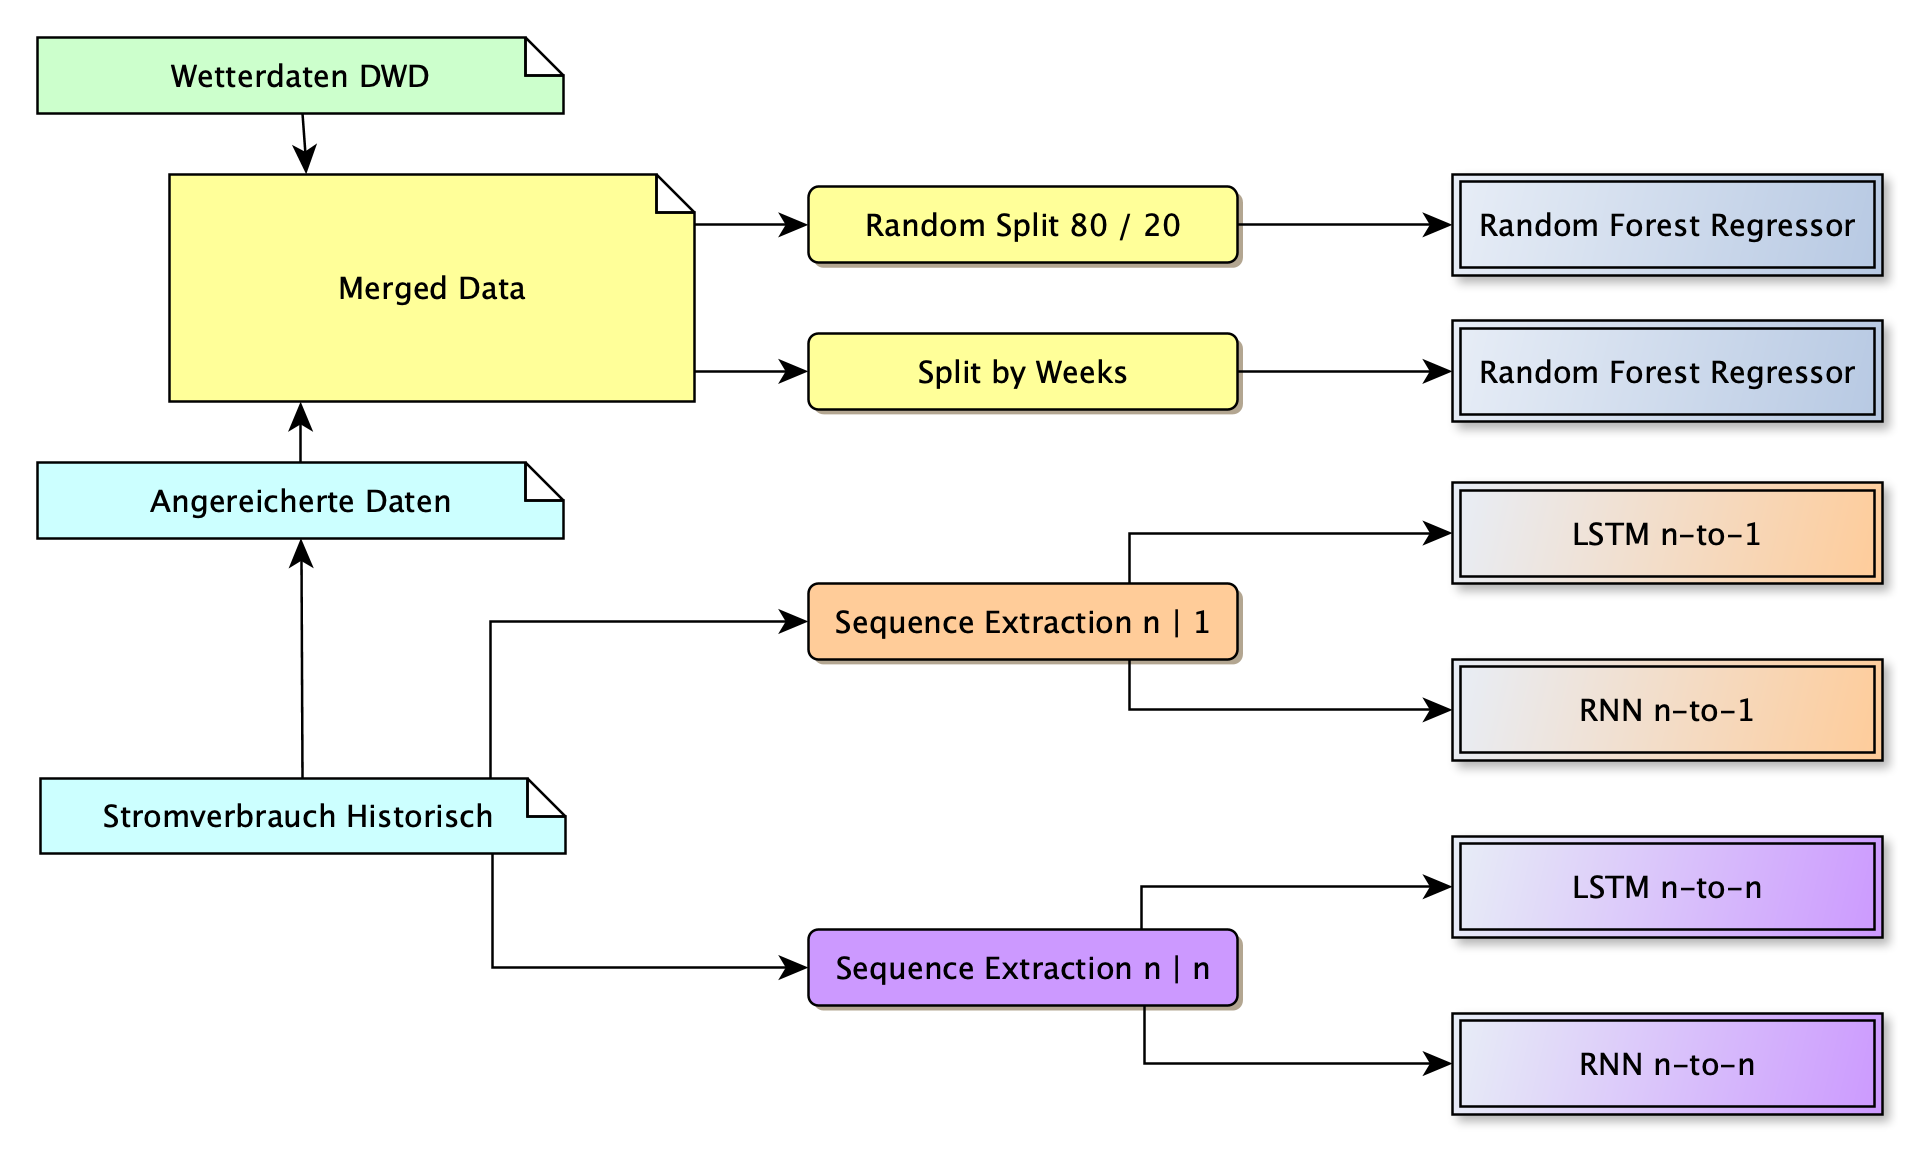 Wetterdaten DWD
Merged Data
Random Split 80 / 20
Random Forest Regressor
Split by Weeks
Random Forest Regressor
Angereicherte Daten
LSTM n-to-1
Sequence Extraction n | 1
RNN n-to-1
Stromverbrauch Historisch
LSTM n-to-n
Sequence Extraction n | n
RNN n-to-n